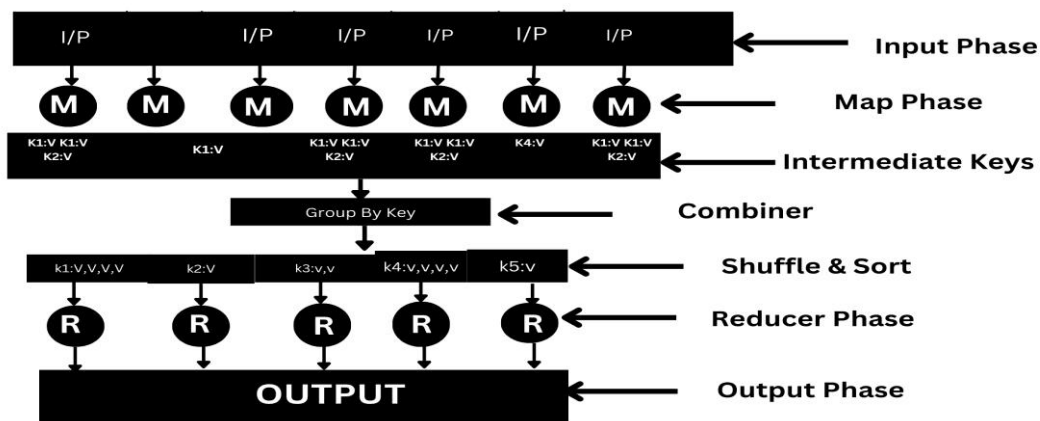 I/P I/P I/P I/P I/P I/P
Input Phase
M M M M M M M
Map Phase
K1:V K1:V K1:V K1:V K1:V K1:V K1:V K4:V K1:V K1:V
K2:V K2:V K2:V K2:V
Intermediate Keys
Group By Key
Combiner
k1:V,V,V,V k2:V k3:v,v k4:v,v,v,v k5:v
Shuffle & Sort
R R R R R
Reducer Phase
OUTPUT
Output Phase